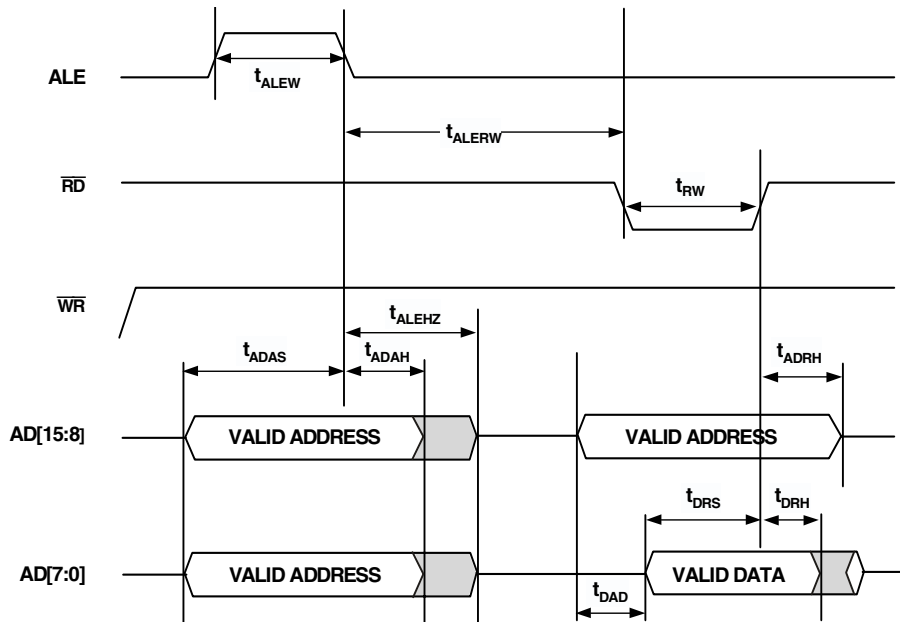 ALE
tALEW
tALERW
RD
tRW
WR
tALEHZ
tADAS
tADAH
tADRH
AD[15:8]
VALID ADDRESS
VALID ADDRESS
tDRS
tDRH
AD[7:0]
VALID ADDRESS
VALID DATA
tDAD